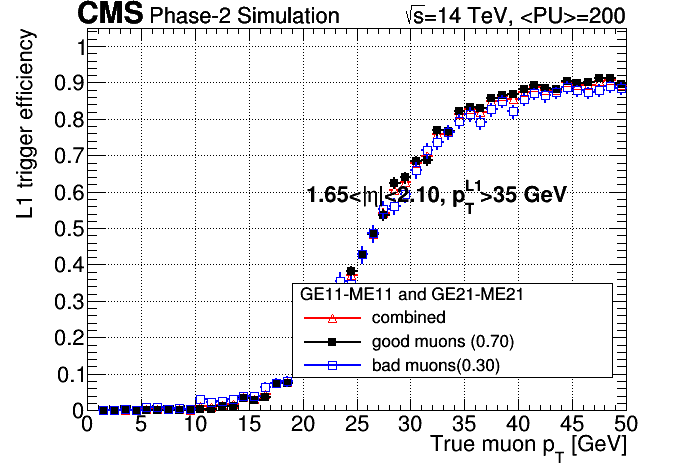 CMS Phase-2 Simulation
√s=14 TeV, <PU>=200
L1 trigger efficiency
1
0.9
0.8
0.7
0.6
0.5
0.4
0.3
0.2
0.1
0
1.65<|η|<2.10, p_T^L1>35 GeV
GE11-ME11 and GE21-ME21
combined
good muons (0.70)
bad muons(0.30)
0 5 10 15 20 25 30 35 40 45 50
True muon p_T [GeV]